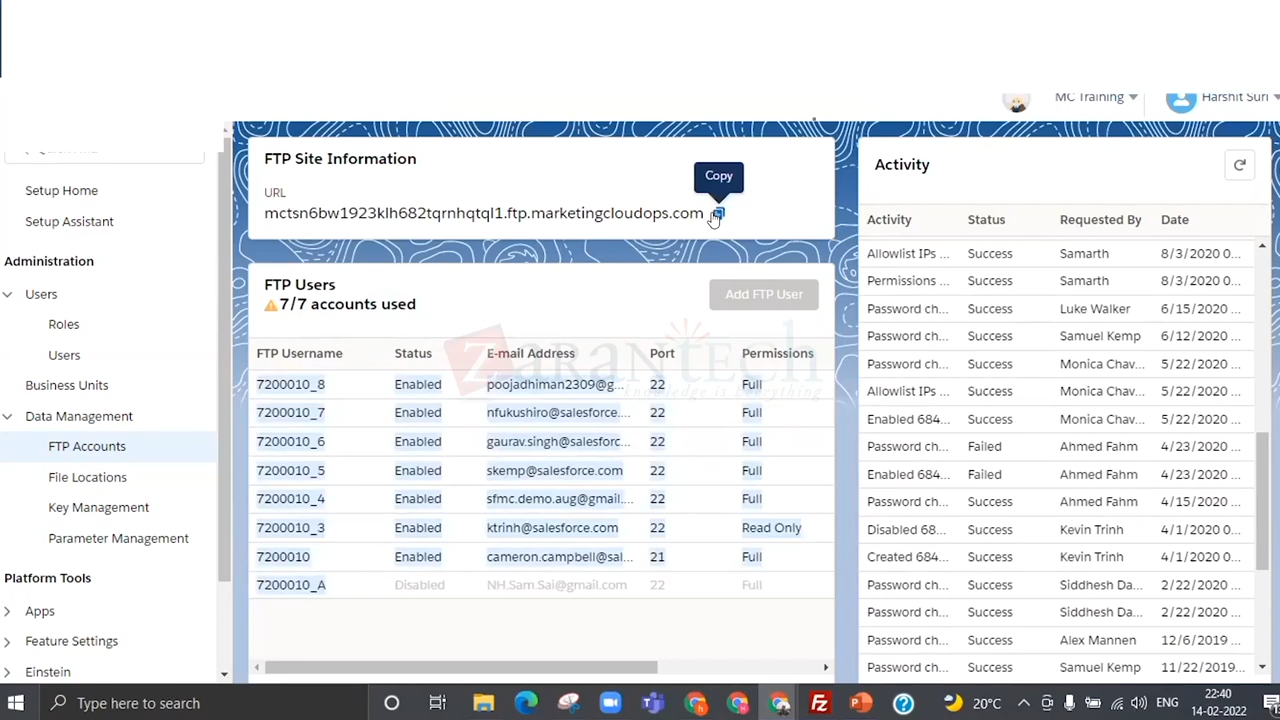 MC Training
Harshit Suri
Setup Home
Setup Assistant
Administration
Users
Roles
Users
Business Units
Data Management
FTP Accounts
File Locations
Key Management
Parameter Management
Platform Tools
Apps
Feature Settings
Einstein
FTP Site Information
URL
Copy
mctsn6bw1923klh682tqrnhqtql1.ftp.marketingcloudops.com
FTP Users
7/7 accounts used
Add FTP User
ZARANTech
Knowledge is Everything
FTP Username Status E-mail Address Port Permissions
7200010_8 Enabled poojadhiman2309@g... 22 Full
7200010_7 Enabled nfukushiro@salesforce.... 22 Full
7200010_6 Enabled gaurav.singh@salesforc... 22 Full
7200010_5 Enabled skemp@salesforce.com 22 Full
7200010_4 Enabled sfmc.demo.aug@gmail.... 22 Full
7200010_3 Enabled ktrinh@salesforce.com 22 Read Only
7200010 Enabled cameron.campbell@sal... 21 Full
7200010_A Disabled NH.Sam.Sai@gmail.com 22 Full
Activity
Activity Status Requested By Date
Allowlist IPs ... Success Samarth 8/3/2020 0...
Permissions ... Success Samarth 8/3/2020 0...
Password ch... Success Luke Walker 6/15/2020 ...
Password ch... Success Samuel Kemp 6/12/2020 ...
Password ch... Success Monica Chav... 5/22/2020 ...
Allowlist IPs ... Success Monica Chav... 5/22/2020 ...
Enabled 684... Success Monica Chav... 5/22/2020 ...
Password ch... Failed Ahmed Fahm 4/23/2020 ...
Enabled 684... Failed Ahmed Fahm 4/23/2020 ...
Password ch... Success Ahmed Fahm 4/15/2020 ...
Disabled 68... Success Kevin Trinh 4/1/2020 0...
Created 684... Success Kevin Trinh 4/1/2020 0...
Password ch... Success Siddhesh Da... 2/22/2020 ...
Password ch... Success Siddhesh Da... 2/22/2020 ...
Password ch... Success Alex Mannen 12/6/2019 ...
Password ch... Success Samuel Kemp 11/22/2019...
Type here to search
20°C
ENG
22:40
14-02-2022